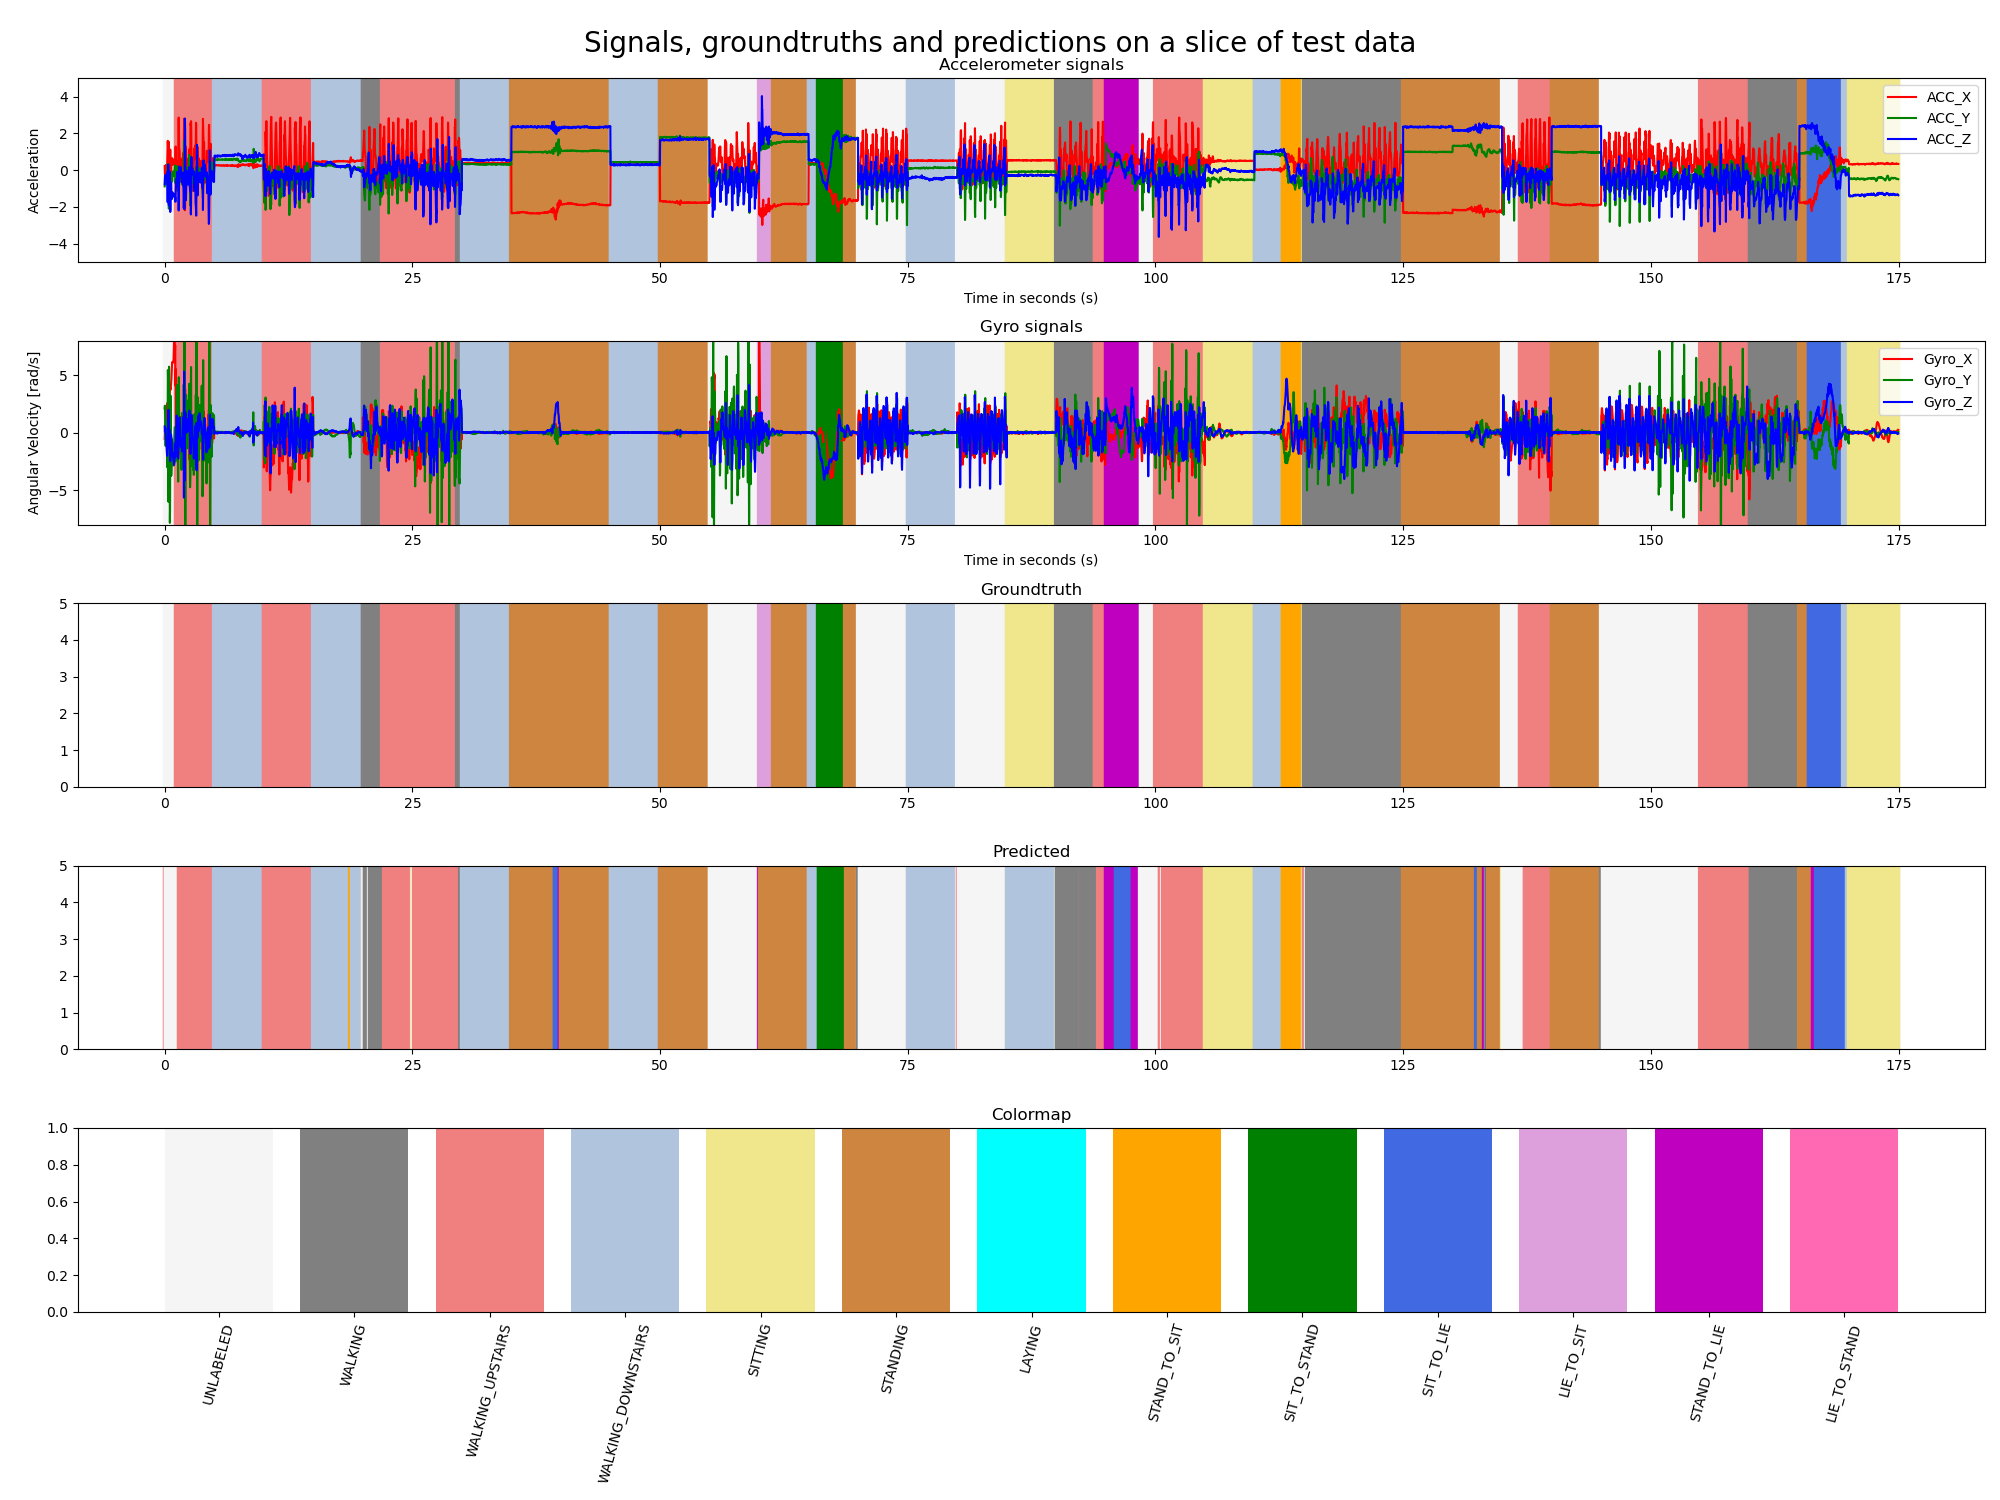 Signals, groundtruths and predictions on a slice of test data
Accelerometer signals
Acceleration
4
2
0
−2
−4
ACC_X
ACC_Y
ACC_Z
0 25 50 75 100 125 150 175
Time in seconds (s)
Gyro signals
Angular Velocity [rad/s]
5
0
−5
Gyro_X
Gyro_Y
Gyro_Z
0 25 50 75 100 125 150 175
Time in seconds (s)
Groundtruth
5
4
3
2
1
0
0 25 50 75 100 125 150 175
Predicted
5
4
3
2
1
0
0 25 50 75 100 125 150 175
Colormap
1.0
0.8
0.6
0.4
0.2
0.0
UNLABELED
WALKING
WALKING_UPSTAIRS
WALKING_DOWNSTAIRS
SITTING
STANDING
LAYING
STAND_TO_SIT
SIT_TO_STAND
SIT_TO_LIE
LIE_TO_SIT
STAND_TO_LIE
LIE_TO_STAND